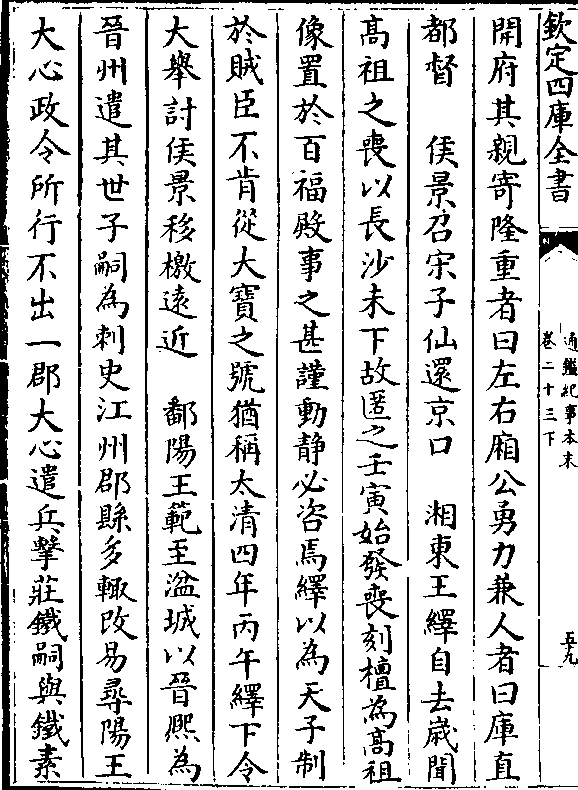 欽定四庫全書
通鑑紀事本末
卷二十三下
五九
開府其親寄隆重者曰左右廂公勇力兼人者曰庫直
都督　侯景召宋子仙還京口　湘東王繹自去歲聞
高祖之喪以長沙未下故匿之壬寅始發喪刻檀為高祖
像置於百福殿事之甚謹動静必咨焉繹以為天子制
於賊臣不肯從大寶之號猶稱太清四年丙午繹下令
大舉討侯景移檄逺近　鄱陽王範至湓城以晉熙為
晉州遣其世子嗣為刺史江州郡縣多輙改易尋陽王
大心政令所行不出一郡大心遣兵擊莊鐵嗣與鐵素